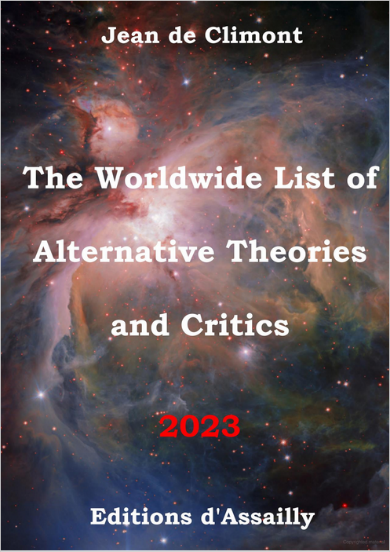 Jean de Climont
The Worldwide List of
Alternative Theories
and Critics
2023
Editions d'Assailly